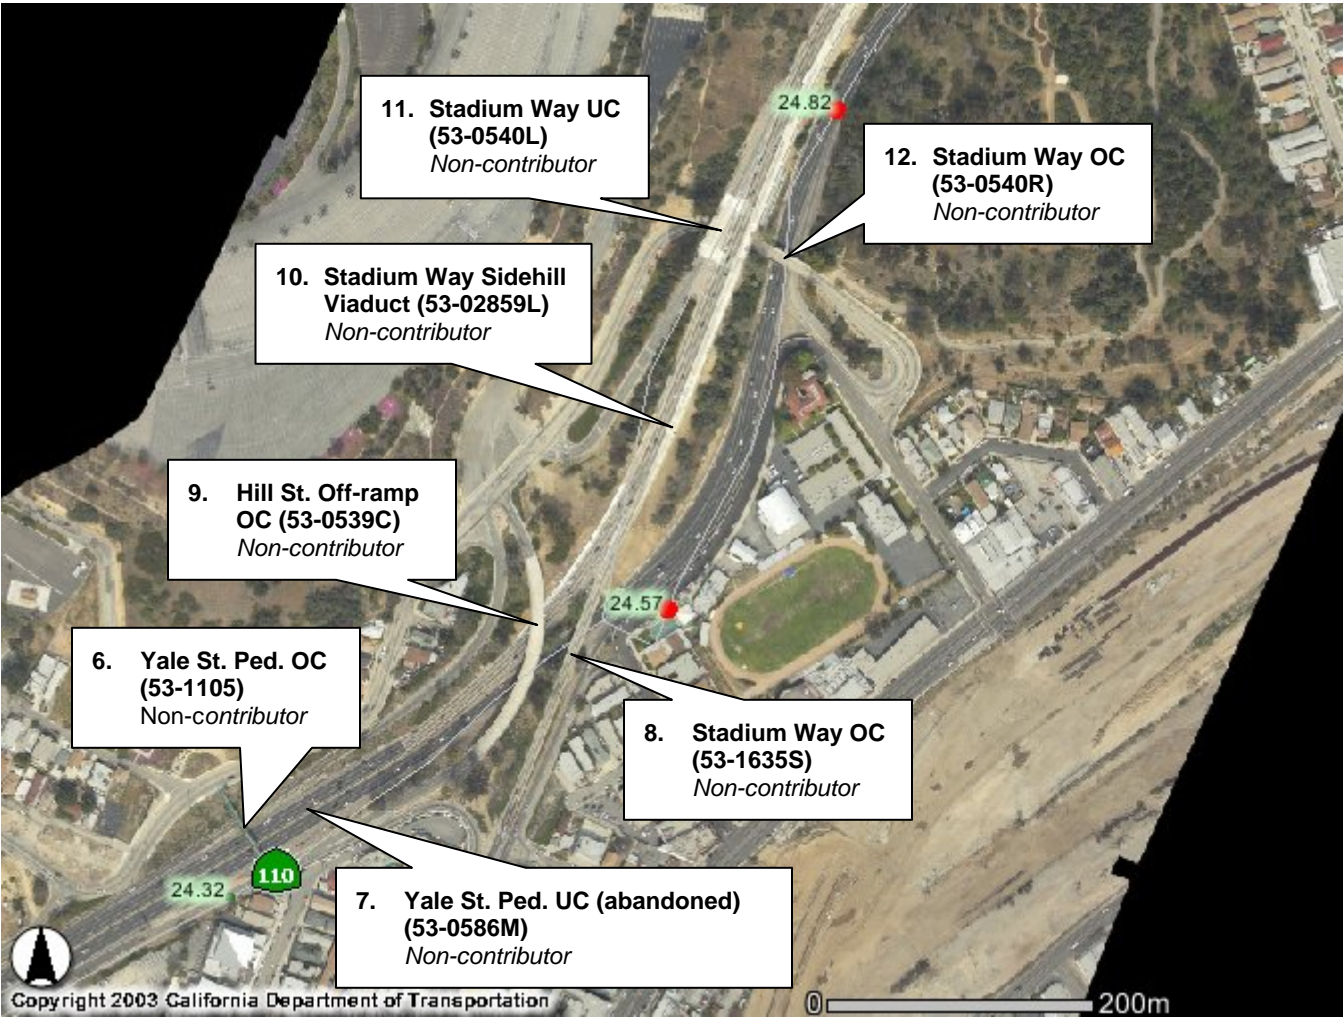 24.82
11. Stadium Way UC
(53-0540L)
Non-contributor
12. Stadium Way OC
(53-0540R)
Non-contributor
10. Stadium Way Sidehill
Viaduct (53-02859L)
Non-contributor
9. Hill St. Off-ramp
OC (53-0539C)
Non-contributor
24.57
6. Yale St. Ped. OC
(53-1105)
Non-contributor
8. Stadium Way OC
(53-1635S)
Non-contributor
110
24.32
7. Yale St. Ped. UC (abandoned)
(53-0586M)
Non-contributor
Copyright 2003 California Department of Transportation
0 200m